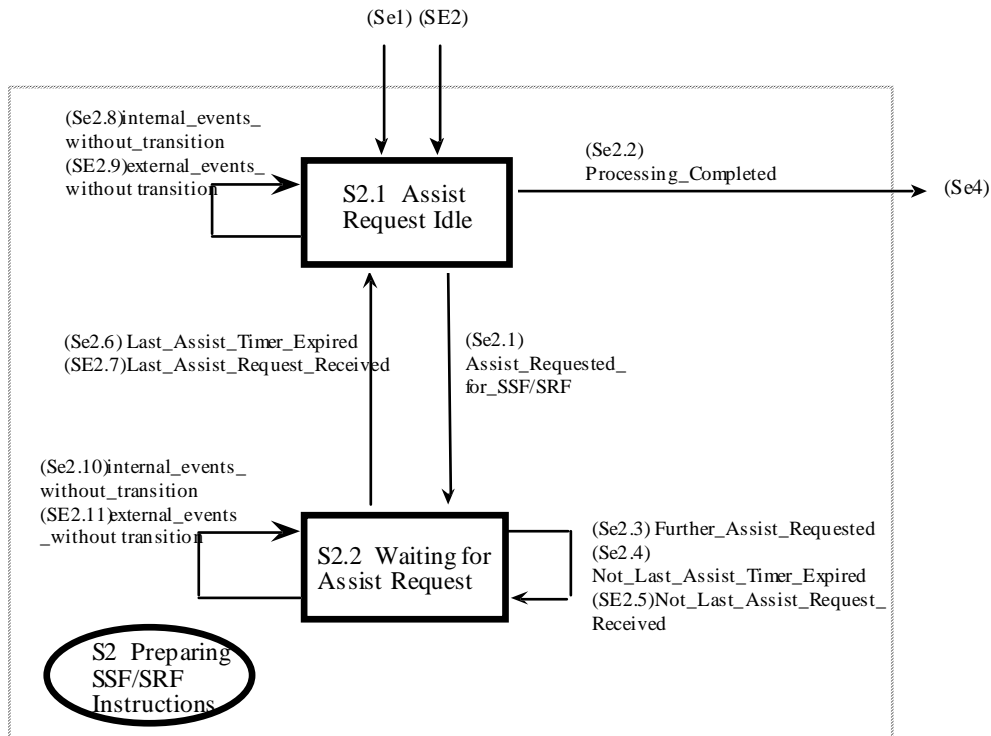 (Se1) (SE2)
(Se2.8)internal_events_
without_transition
(SE2.9)external_events_
without transition
S2.1 Assist
Request Idle
(Se2.2)
Processing_Completed
(Se4)
(Se2.6) Last_Assist_Timer_Expired
(SE2.7)Last_Assist_Request_Received
(Se2.1)
Assist_Requested_
for_SSF/SRF
(Se2.10)internal_events_
without_transition
(SE2.11)external_events
_without transition
S2.2 Waiting for
Assist Request
(Se2.3) Further_Assist_Requested
(Se2.4)
Not_Last_Assist_Timer_Expired
(SE2.5)Not_Last_Assist_Request_
Received
S2 Preparing
SSF/SRF
Instructions